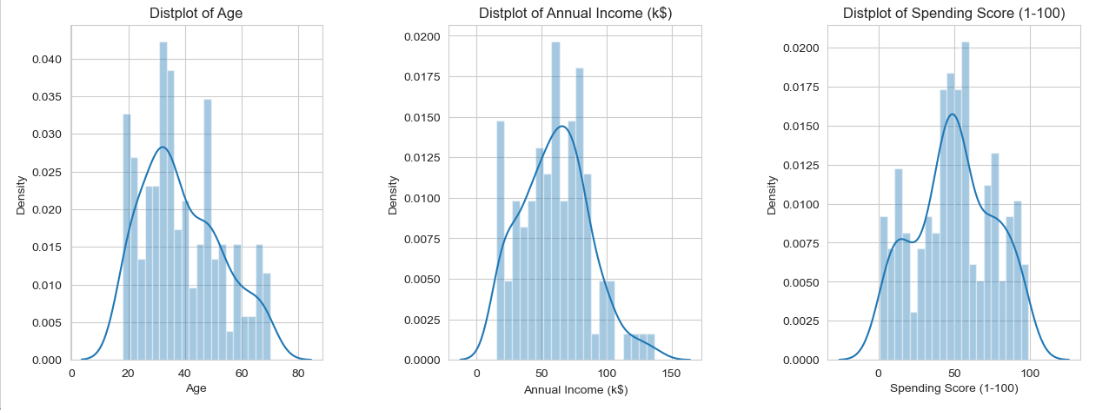 Distplot of Age
0.040
0.035
0.030
0.025
0.020
0.015
0.010
0.005
0.000
Density
0 20 40 60 80
Age
Distplot of Annual Income (k$)
0.0200
0.0175
0.0150
0.0125
0.0100
0.0075
0.0050
0.0025
0.0000
Density
0 50 100 150
Annual Income (k$)
Distplot of Spending Score (1-100)
0.0200
0.0175
0.0150
0.0125
0.0100
0.0075
0.0050
0.0025
0.0000
Density
0 50 100
Spending Score (1-100)